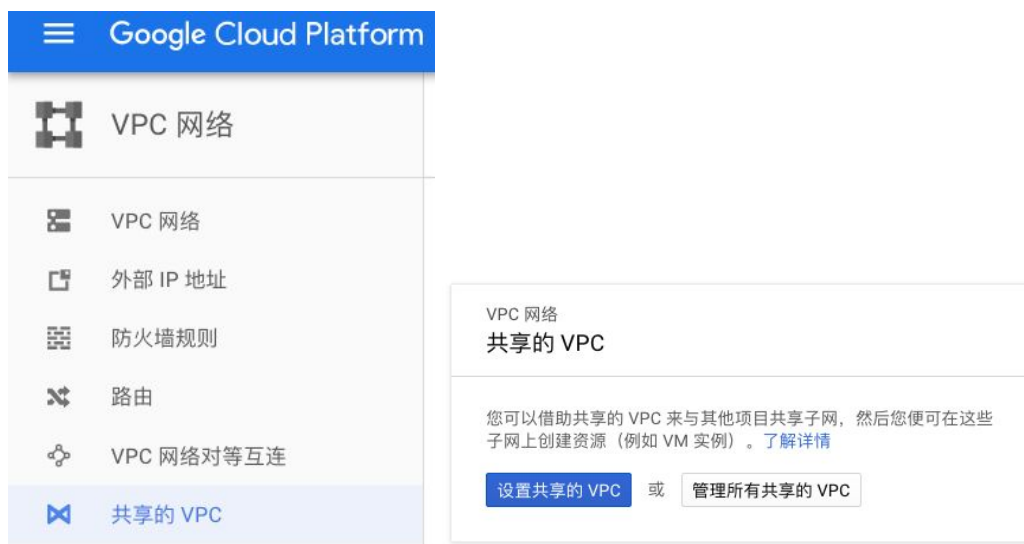 Google Cloud Platform
VPC 网络
VPC 网络
外部 IP 地址
防火墙规则
路由
VPC 网络对等互连
共享的 VPC
VPC 网络
共享的 VPC
您可以借助共享的 VPC 来与其他项目共享子网，然后您便可在这些
子网上创建资源（例如 VM 实例）。了解详情
设置共享的 VPC 或 管理所有共享的 VPC